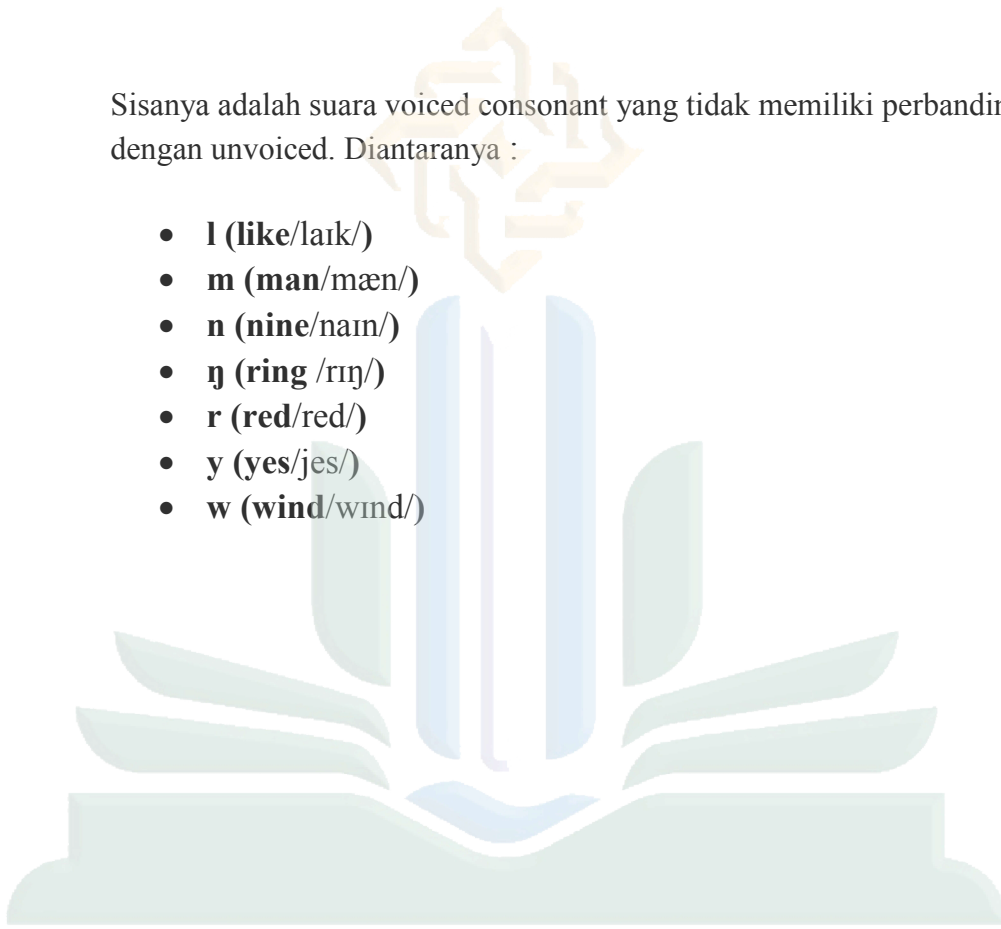 Sisanya adalah suara voiced consonant yang tidak memiliki
dengan unvoiced. Diantaranya :
• l (like/laɪk/)
• m (man/mæn/)
• n (nine/naɪn/)
• ŋ (ring /rɪŋ/)
• r (red/red/)
• y (yes/jes/)
• w (wind/wɪnd/)